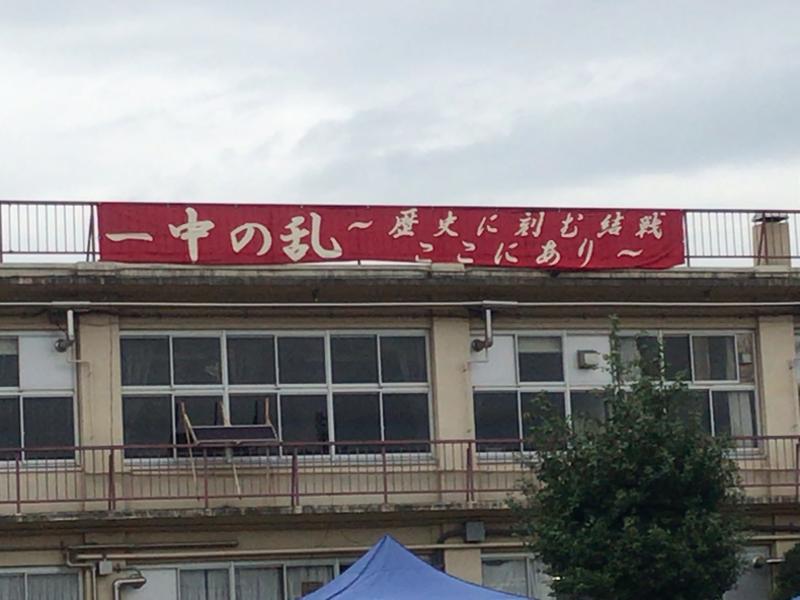 一中の乱
～歴史に刻む結戦
ここにあり～